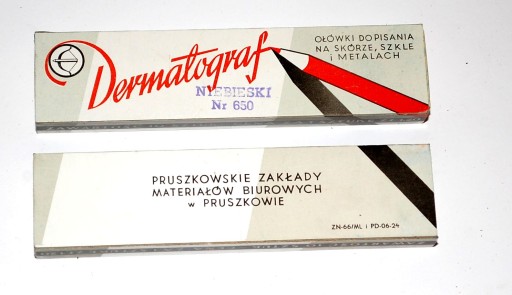 Dermatograf
OŁÓWKI DO PISANIA
NA SKÓRZE, SZKLE
i METALACH
NIEBIESKI
Nr 650
PRUSZKOWSKIE ZAKŁADY
MATERIAŁÓW BIUROWYCH
w PRUSZKOWIE
ZN-66/ML i PD-06-24